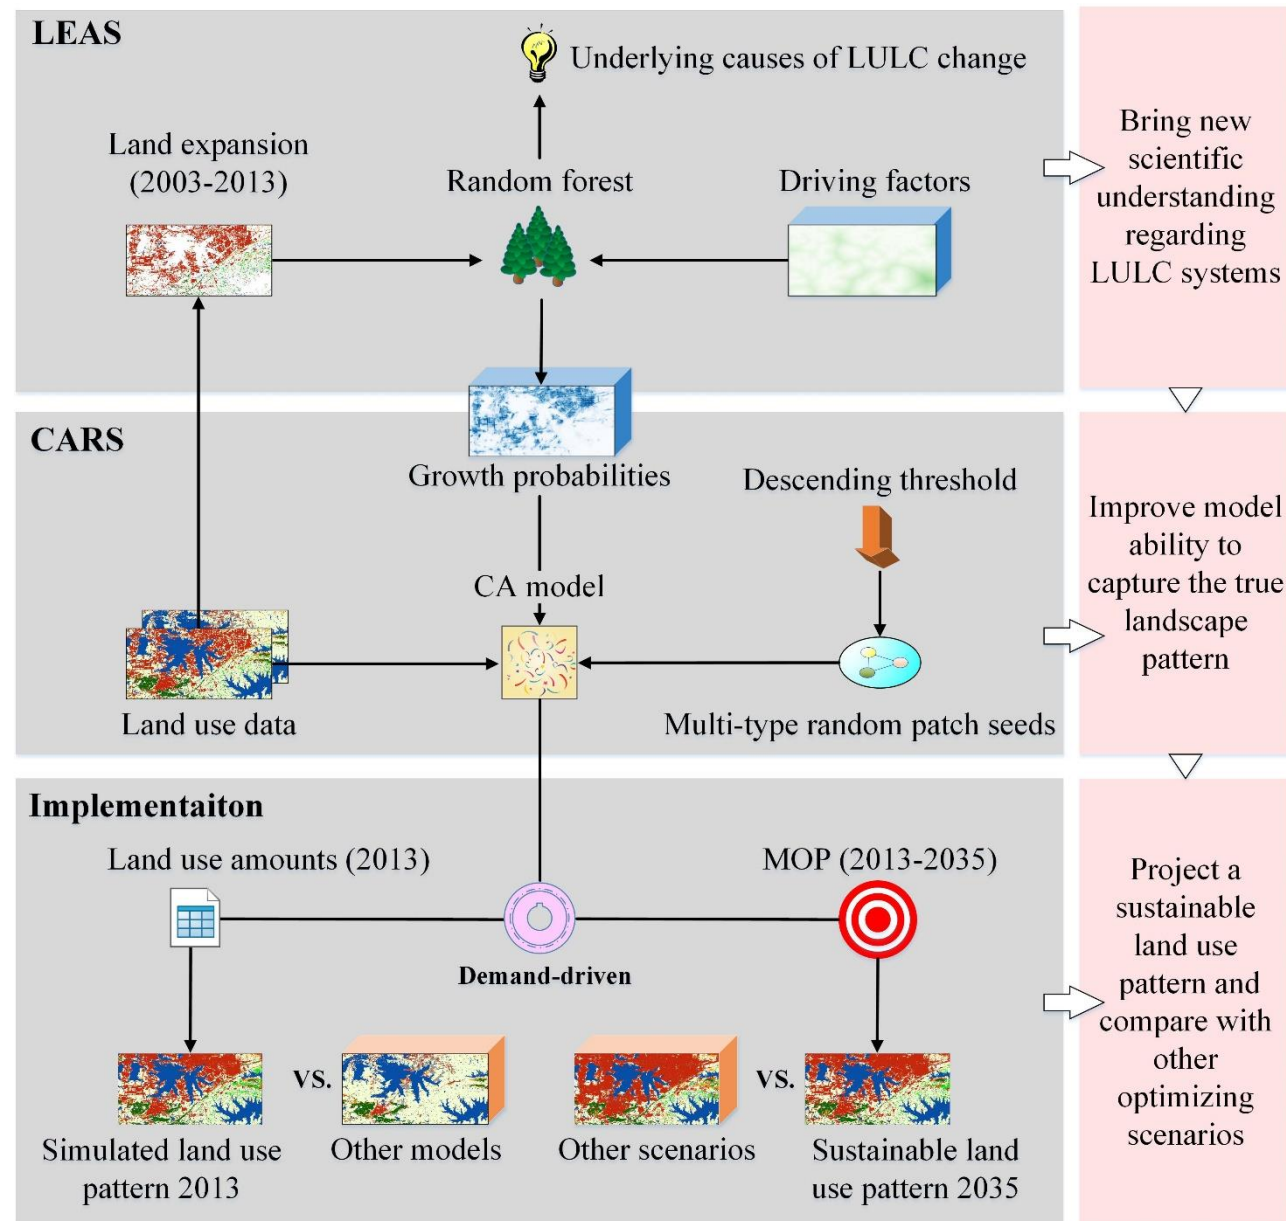 LEAS
Underlying causes of LULC change
Land expansion
(2003-2013)
Random forest
Driving factors
Bring new
scientific
understanding
regarding
LULC systems
CARS
Growth probabilities
Descending threshold
CA model
Land use data
Multi-type random patch seeds
Improve model
ability to
capture the true
landscape
pattern
Implementaiton
Land use amounts (2013)
MOP (2013-2035)
Demand-driven
vs.
vs.
Simulated land use
pattern 2013
Other models
Other scenarios
Sustainable land
use pattern 2035
Project a
sustainable
land use
pattern and
compare with
other
optimizing
scenarios